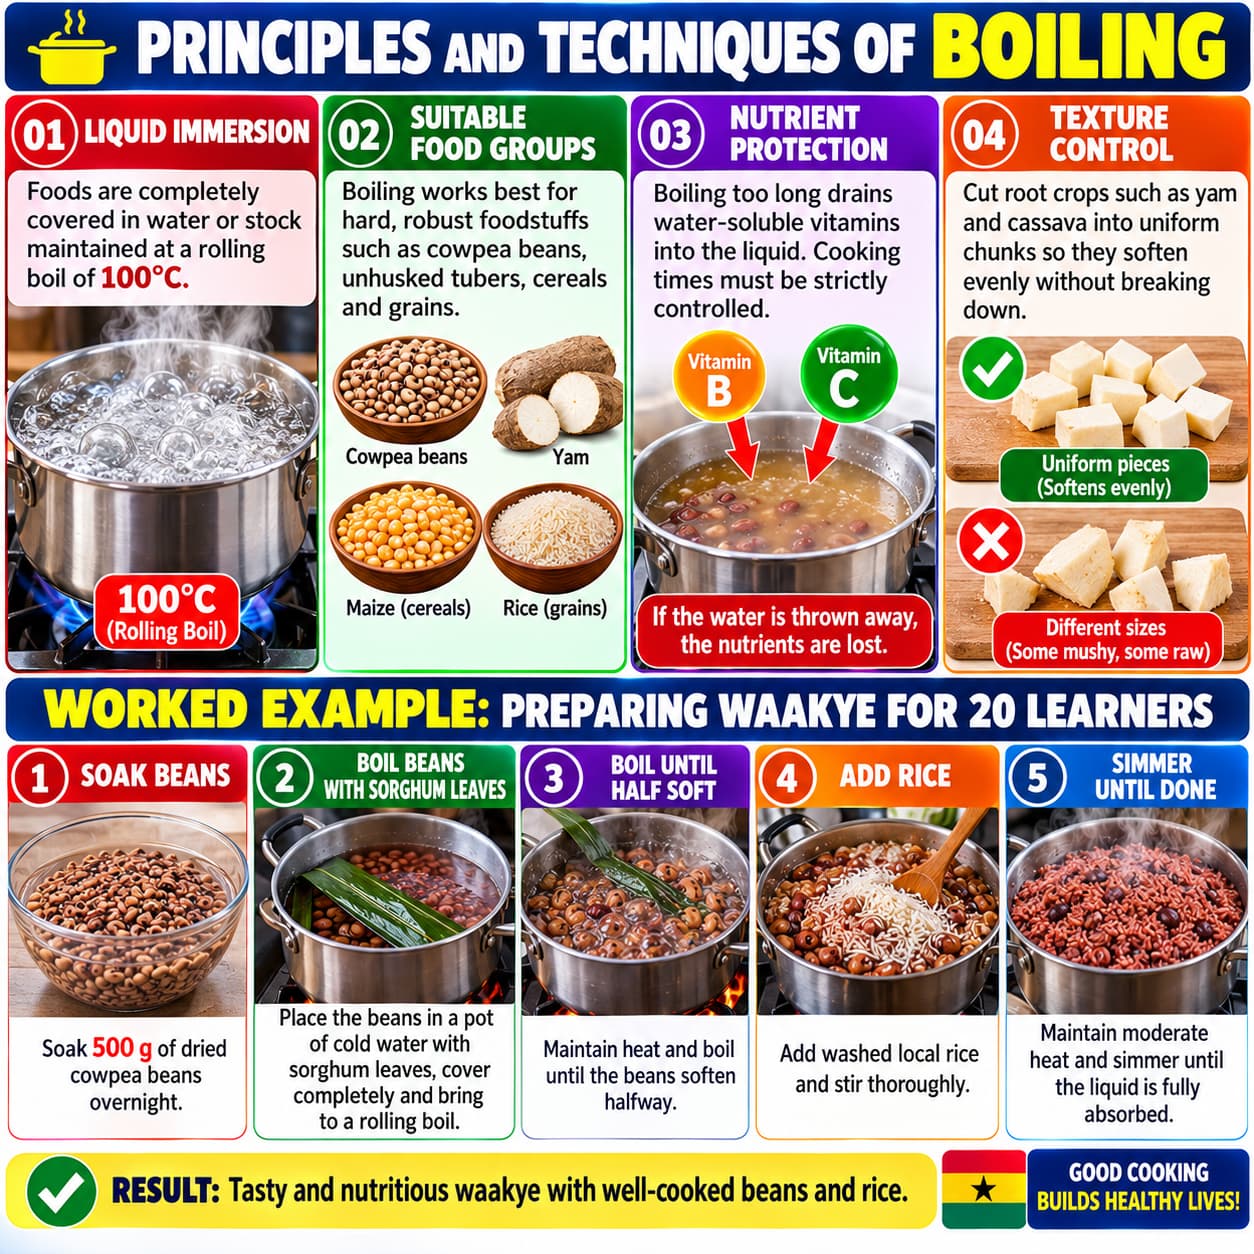 PRINCIPLES AND TECHNIQUES OF BOILING
01 LIQUID IMMERSION
Foods are completely
covered in water or stock
maintained at a rolling
boil of 100°C.
100°C
(Rolling Boil)
02 SUITABLE
FOOD GROUPS
Boiling works best for
hard, robust foodstuffs
such as cowpea beans,
unhusked tubers, cereals
and grains.
Cowpea beans
Yam
Maize (cereals)
Rice (grains)
03 NUTRIENT
PROTECTION
Boiling too long drains
water-soluble vitamins
into the liquid. Cooking
times must be strictly
controlled.
Vitamin
B
Vitamin
C
If the water is thrown away,
the nutrients are lost.
04 TEXTURE
CONTROL
Cut root crops such as yam
and cassava into uniform
chunks so they soften
evenly without breaking
down.
Uniform pieces
(Softens evenly)
Different sizes
(Some mushy, some raw)
WORKED EXAMPLE: PREPARING WAAKYE FOR 20 LEARNERS
1 SOAK BEANS
Soak 500 g of dried
cowpea beans
overnight.
2 BOIL BEANS
WITH SORGHUM LEAVES
Place the beans in a pot
of cold water with
sorghum leaves, cover
completely and bring
to a rolling boil.
3 BOIL UNTIL
HALF SOFT
Maintain heat and boil
until the beans soften
halfway.
4 ADD RICE
Add washed local rice
and stir thoroughly.
5 SIMMER
UNTIL DONE
Maintain moderate
heat and simmer until
the liquid is fully
absorbed.
RESULT: Tasty and nutritious waakye with well-cooked beans and rice.
GOOD COOKING
BUILDS HEALTHY LIVES!